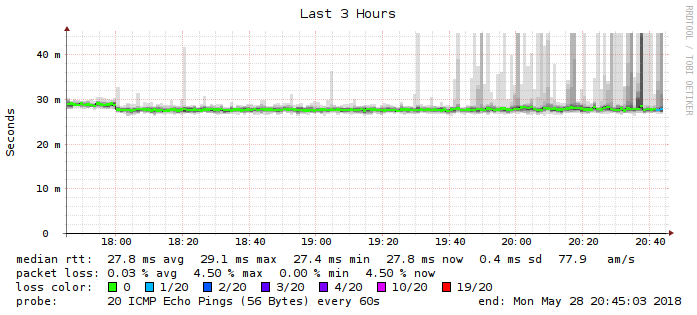 Last 3 Hours
RRDTOOL / TOBI OETIKER
Seconds
40 m
30 m
20 m
10 m
0
18:00 18:20 18:40 19:00 19:20 19:40 20:00 20:20 20:40
median rtt: 27.8 ms avg 29.1 ms max 27.4 ms min 27.8 ms now 0.4 ms sd 77.9 am/s
packet loss: 0.03 % avg 4.50 % max 0.00 % min 4.50 % now
loss color: 0 1/20 2/20 3/20 4/20 10/20 19/20
probe: 20 ICMP Echo Pings (56 Bytes) every 60s end: Mon May 28 20:45:03 2018